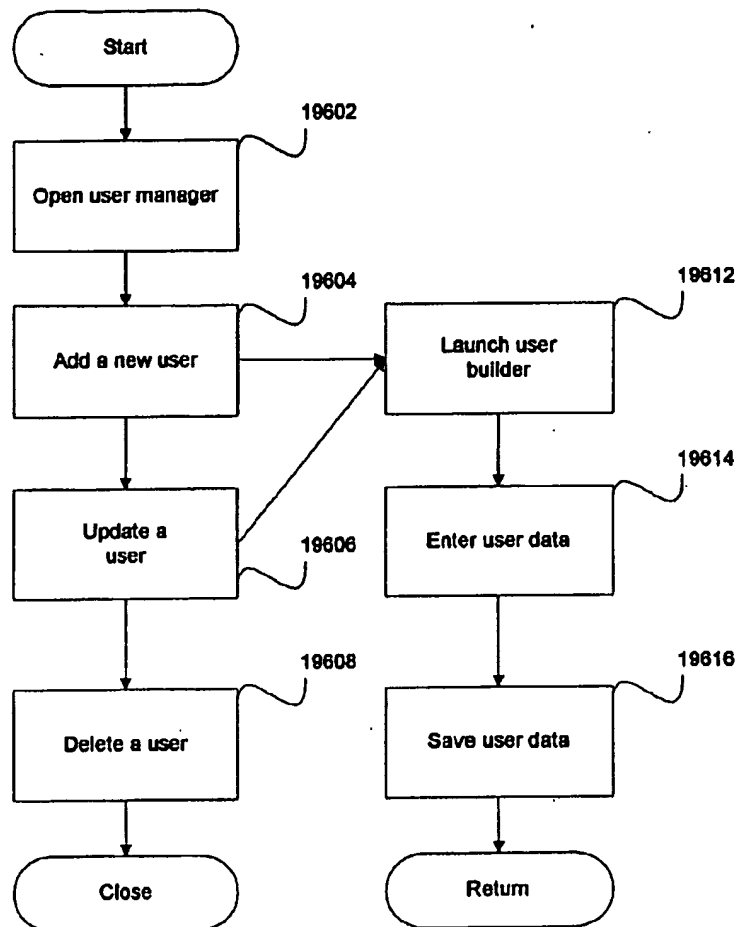 Start
19602
Open user manager
19604
Add a new user
19612
Launch user
builder
Update a
user
19606
19614
Enter user data
19608
Delete a user
19616
Save user data
Close
Return